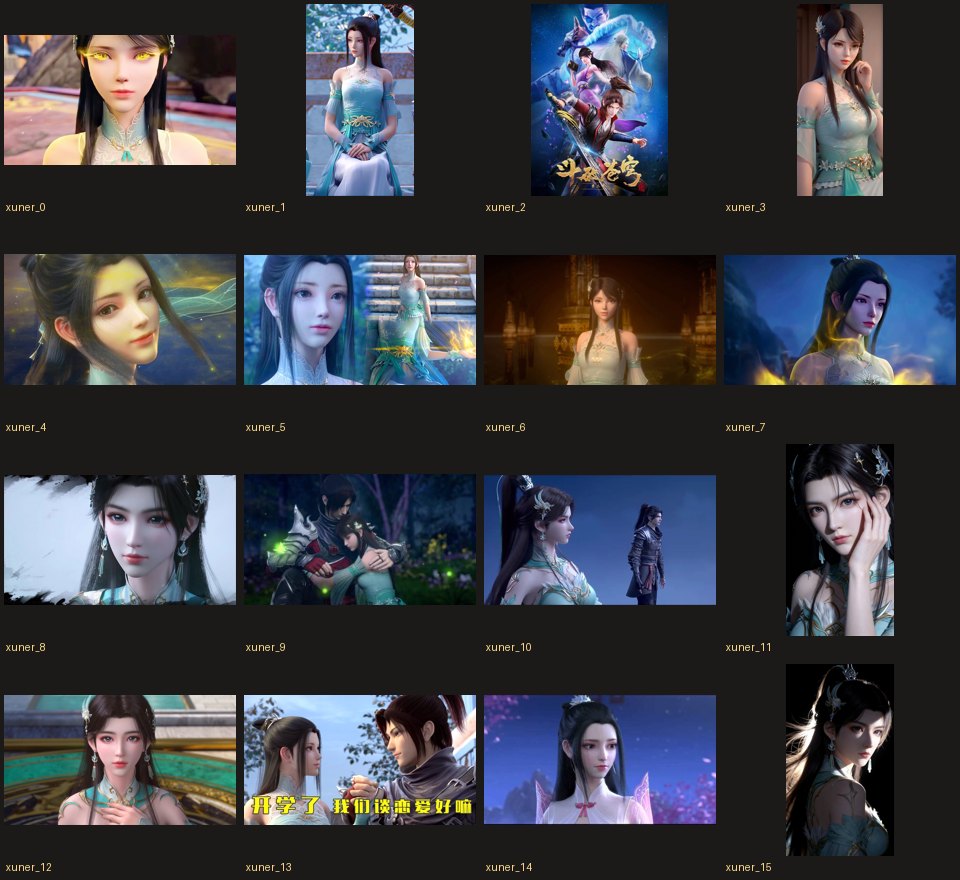 xuner_0
xuner_1
斗破苍穹
xuner_2
xuner_3
xuner_4
xuner_5
xuner_6
xuner_7
xuner_8
xuner_9
xuner_10
xuner_11
xuner_12
开学了 我们谈恋爱好嘛
xuner_13
xuner_14
xuner_15